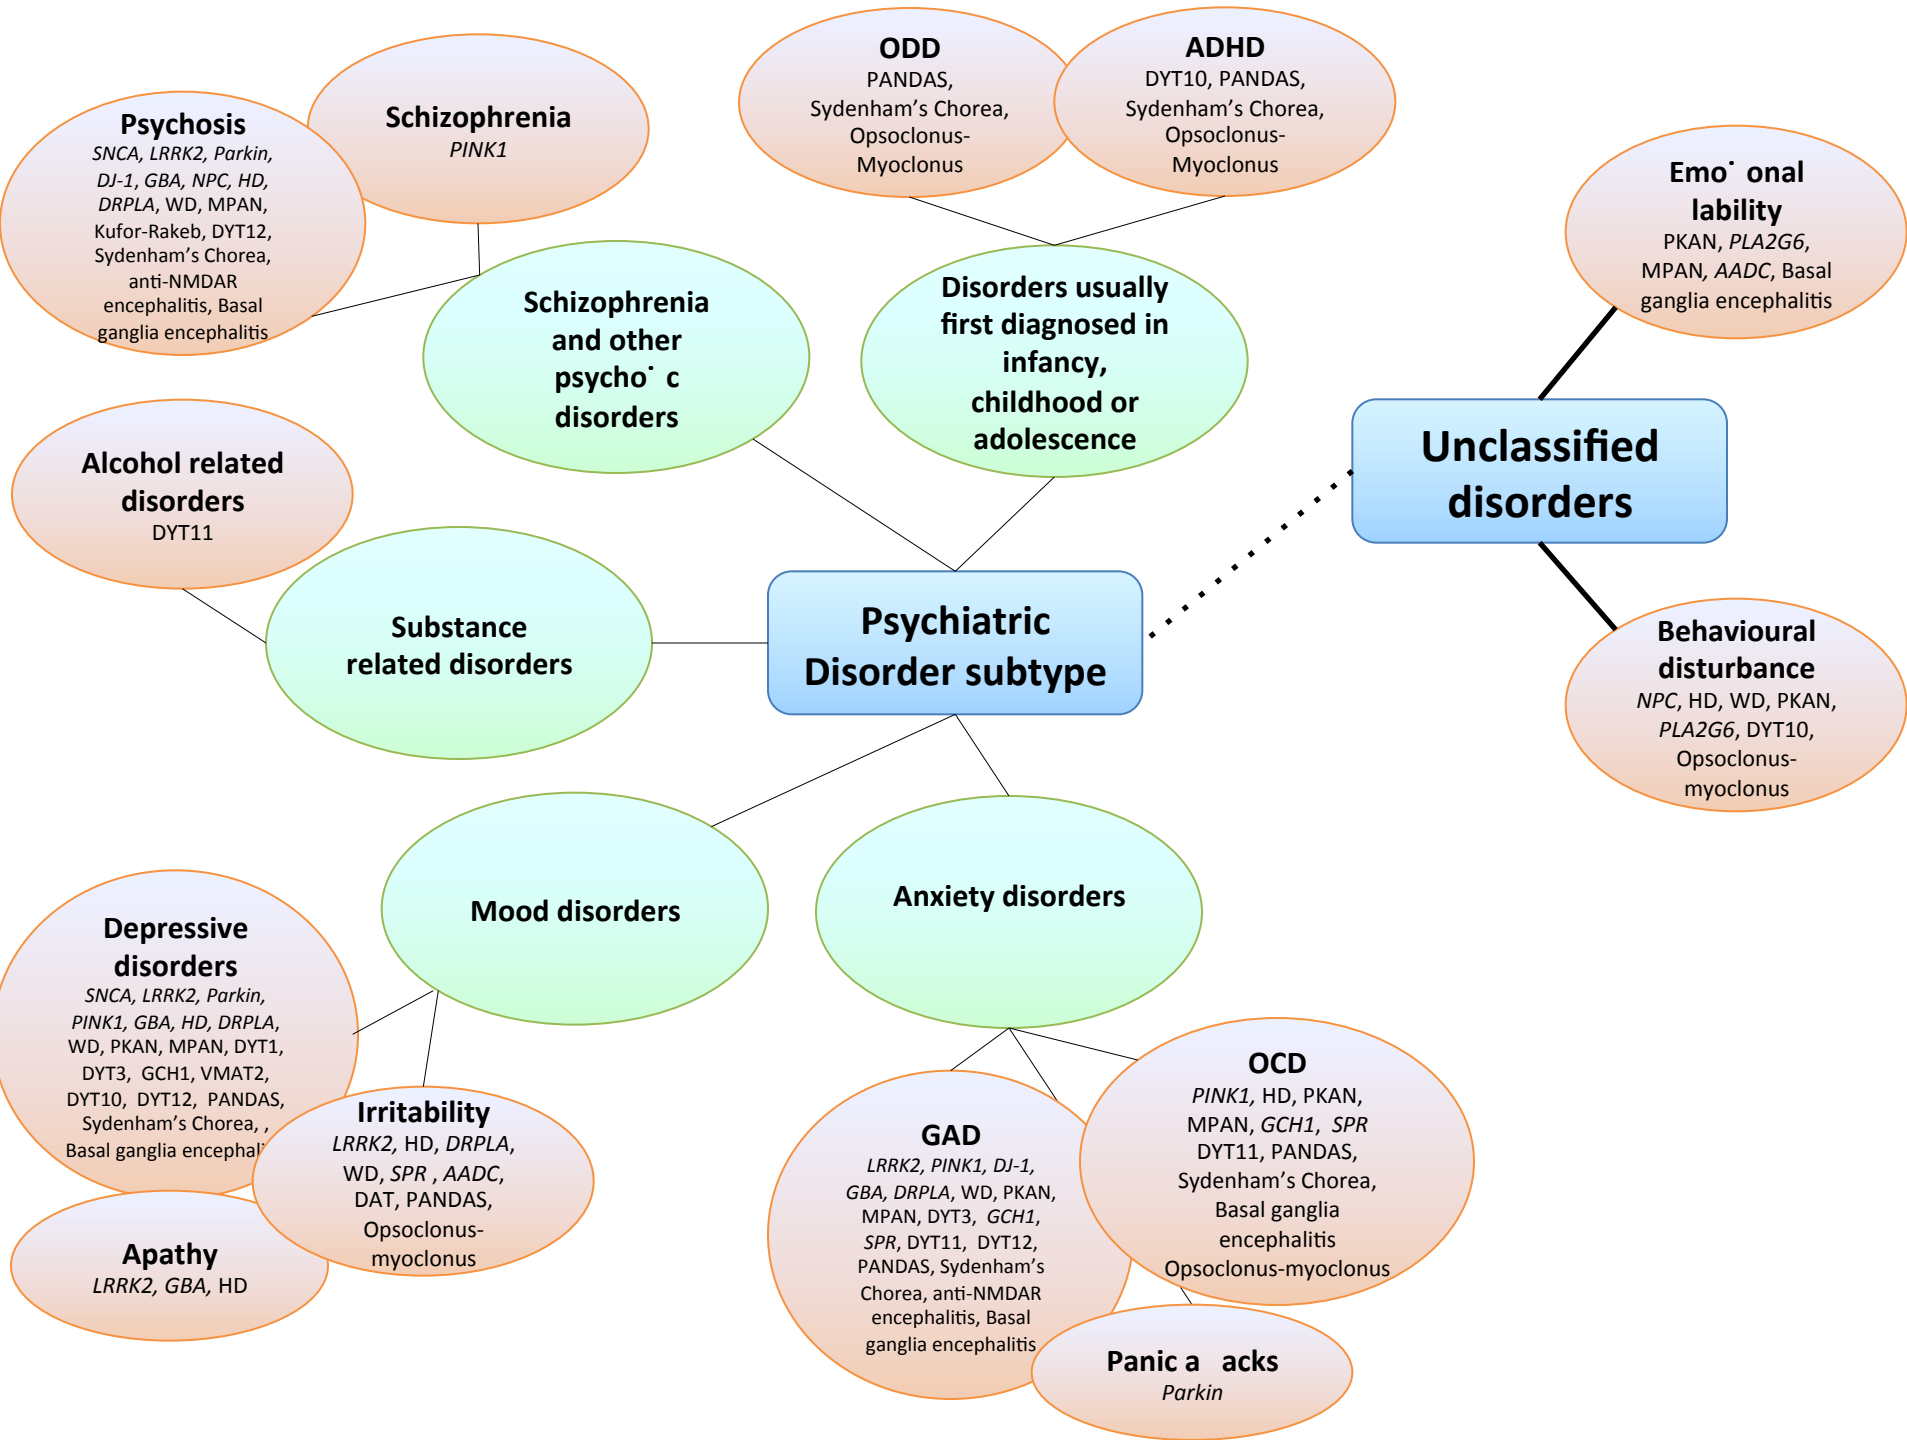 ODD
PANDAS,
Sydenham's Chorea,
Opsoclonus-
Myoclonus
ADHD
DYT10, PANDAS,
Sydenham's Chorea,
Opsoclonus-
Myoclonus
Schizophrenia
PINK1
Psychosis
SNCA, LRRK2, Parkin,
DJ-1, GBA, NPC, HD,
DRPLA, WD, MPAN,
Kufor-Rakeb, DYT12,
Sydenham's Chorea,
anti-NMDAR
encephalitis, Basal
ganglia encephalitis
Emo˙ onal
lability
PKAN, PLA2G6,
MPAN, AADC, Basal
ganglia encephalitis
Schizophrenia
and other
psycho˙ c
disorders
Disorders usually
first diagnosed in
infancy,
childhood or
adolescence
Unclassified
disorders
Alcohol related
disorders
DYT11
Substance
related disorders
Psychiatric
Disorder subtype
Behavioural
disturbance
NPC, HD, WD, PKAN,
PLA2G6, DYT10,
Opsoclonus-
myoclonus
Mood disorders
Anxiety disorders
Depressive
disorders
SNCA, LRRK2, Parkin,
PINK1, GBA, HD, DRPLA,
WD, PKAN, MPAN, DYT1,
DYT3, GCH1, VMAT2,
DYT10, DYT12, PANDAS,
Sydenham's Chorea, ,
Basal ganglia
Irritability
LRRK2, HD, DRPLA,
WD, SPR , AADC,
DAT, PANDAS,
Opsoclonus-
myoclonus
Apathy
LRRK2, GBA, HD
GAD
LRRK2, PINK1, DJ-1,
GBA, DRPLA, WD, PKAN,
MPAN, DYT3, GCH1,
SPR, DYT11, DYT12,
PANDAS, Sydenham's
Chorea, anti-NMDAR
encephalitis, Basal
ganglia encephalitis
OCD
PINK1, HD, PKAN,
MPAN, GCH1, SPR
DYT11, PANDAS,
Sydenham's Chorea,
Basal ganglia
encephalitis
Opsoclonus-myoclonus
Panic a acks
Parkin